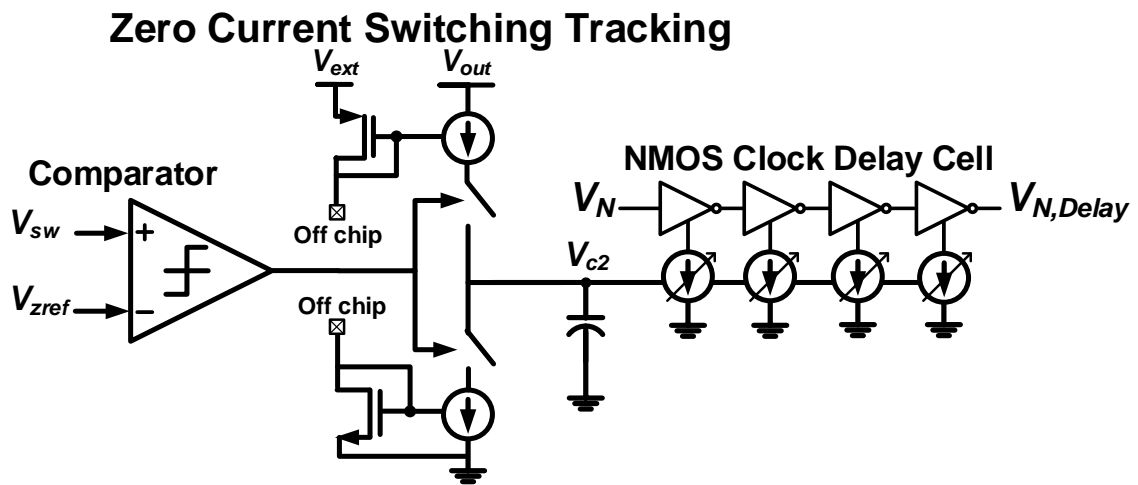 Zero Current Switching Tracking
Vext
Vout
Comparator
NMOS Clock Delay Cell
Vsw
+
VN
VN,Delay
Off chip
Vc2
Vzref
−
Off chip